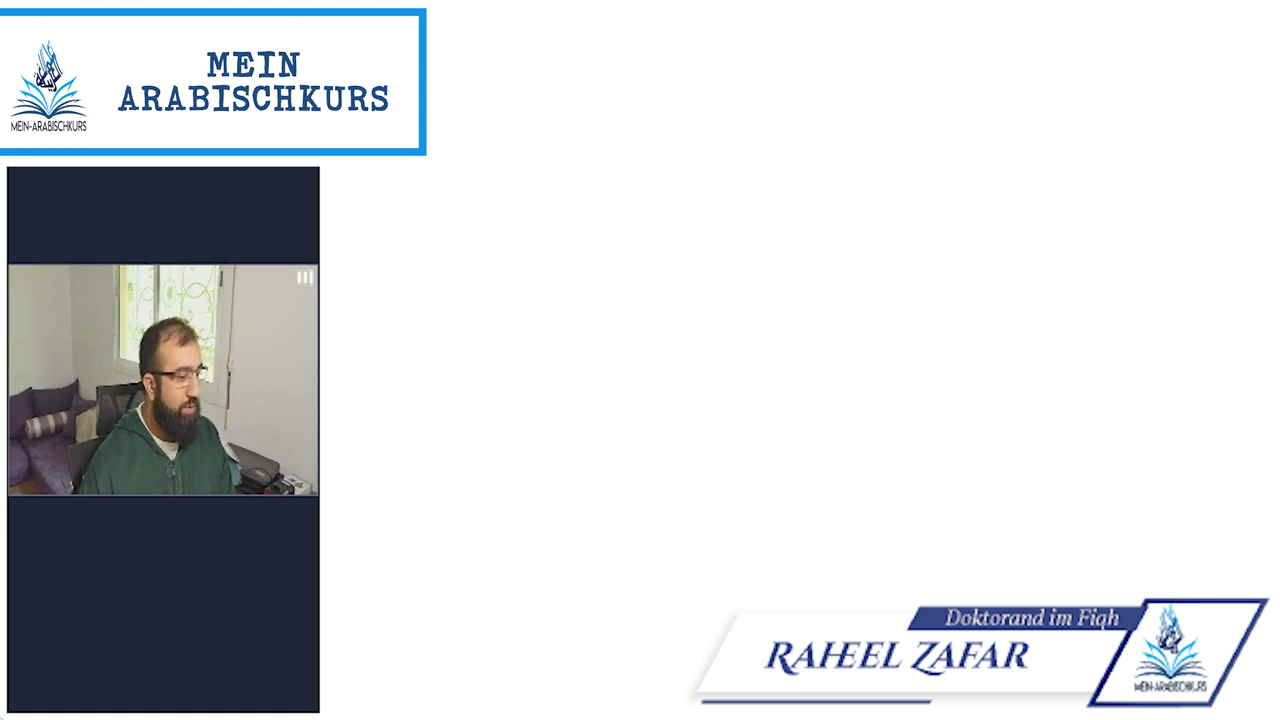 MEIN
ARABISCHKURS
MEIN-ARABISCHKURS
Doktorand im Fiqh
RAHEEL ZAFAR
MEIN-ARABISCHKURS